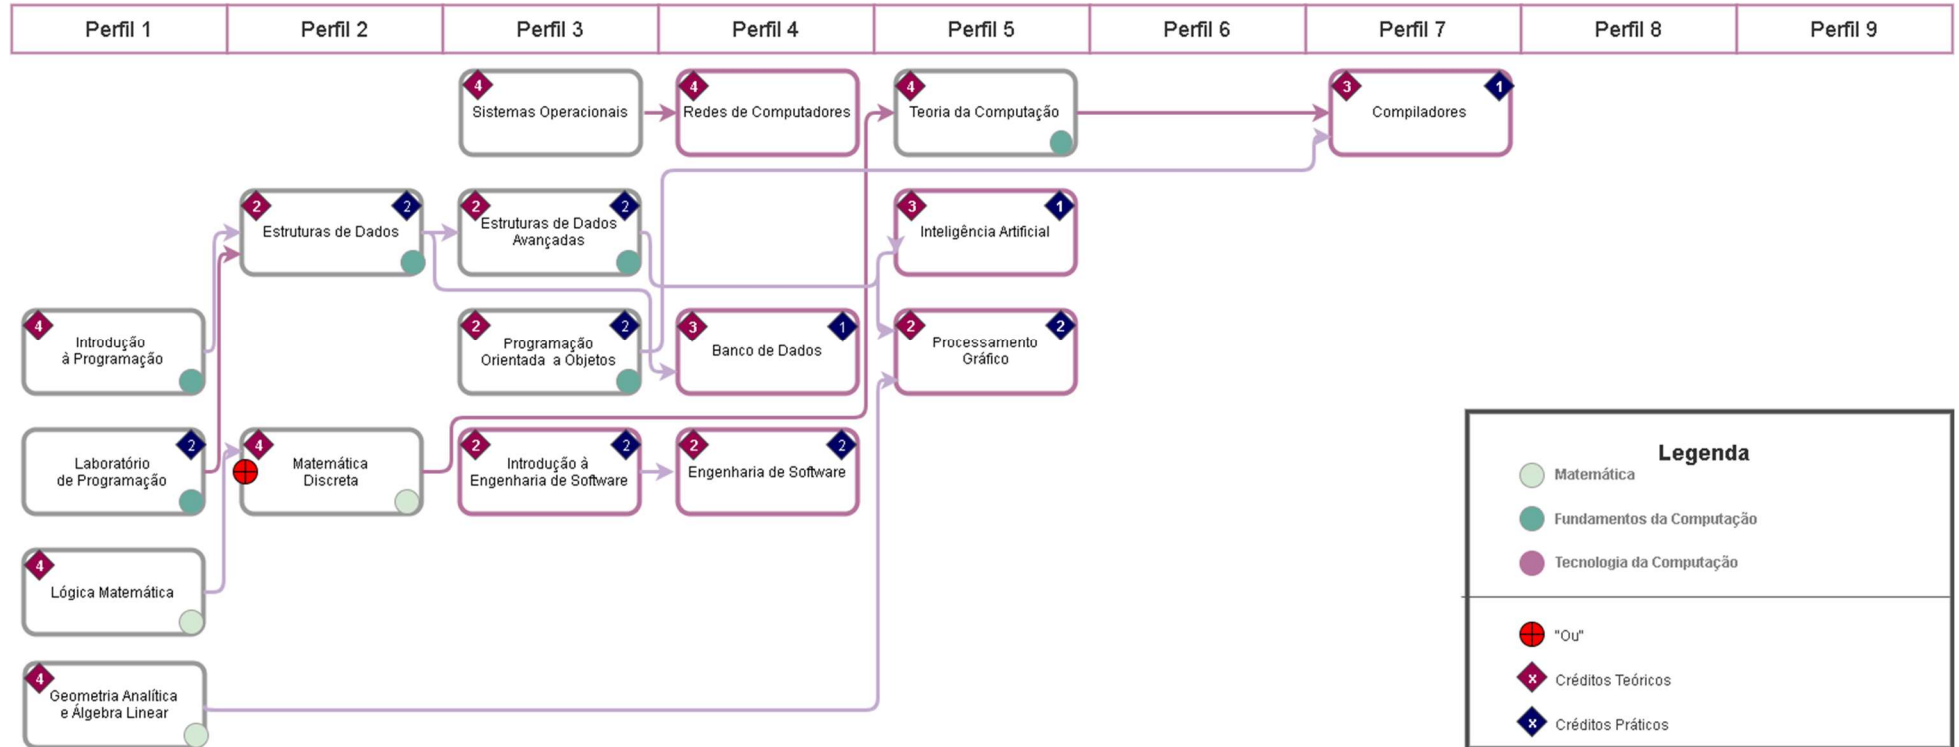 Perfil 1
Perfil 2
Perfil 3
Perfil 4
Perfil 5
Perfil 6
Perfil 7
Perfil 8
Perfil 9
4
Sistemas Operacionais
4
Redes de Computadores
4
Teoria da Computação
3
1
Compiladores
2
2
Estruturas de Dados
2
2
Estruturas de Dados
Avançadas
3
1
Inteligência Artificial
4
Introdução
à Programação
2
2
Programação
Orientada a Objetos
3
1
Banco de Dados
2
2
Processamento
Gráfico
2
Laboratório
de Programação
4
Matemática
Discreta
2
2
Introdução à
Engenharia de Software
2
2
Engenharia de Software
4
Lógica Matemática
4
Geometria Analítica
e Álgebra Linear
Legenda
Matemática
Fundamentos da Computação
Tecnologia da Computação
"Ou"
x
Créditos Teóricos
x
Créditos Práticos